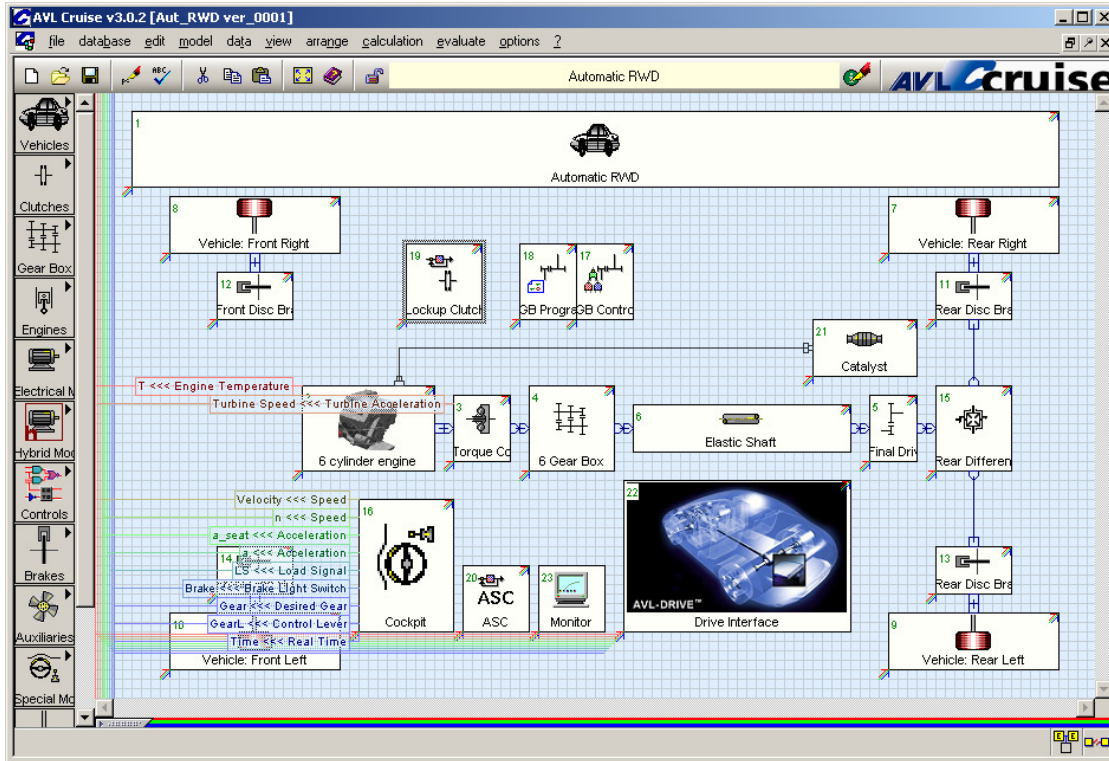 AVL Cruise v3.0.2 [Aut_RWD ver_0001]
file database edit model data view arrange calculation evaluate options ?
ABC
Automatic RWD
AVL cruise
Vehicles
Clutches
Gear Box
Engines
Electrical M
Hybrid Mod
Controls
Brakes
Auxiliaries
Special Mo
1
Automatic RWD
8
Vehicle: Front Right
7
Vehicle: Rear Right
12
Front Disc Bra
19
Lockup Clutch
18
GB Progra
17
GB Contro
11
Rear Disc Bra
21
Catalyst
T <<< Engine Temperature
Turbine Speed <<< Turbine Acceleration
6 cylinder engine
3
Torque Co
4
6 Gear Box
6
Elastic Shaft
5
Final Driv
15
Rear Differen
Velocity <<< Speed
n <<< Speed
a_seat <<< Acceleration
a <<< Acceleration
LS <<< Load Signal
Brake <<< Brake Light Switch
Gear <<< Desired Gear
GearL <<< Control Lever
Time <<< Real Time
14
10
Vehicle: Front Left
16
Cockpit
20
ASC
ASC
23
Monitor
22
AVL-DRIVE™
Drive Interface
13
Rear Disc Bra
9
Vehicle: Rear Left
E E